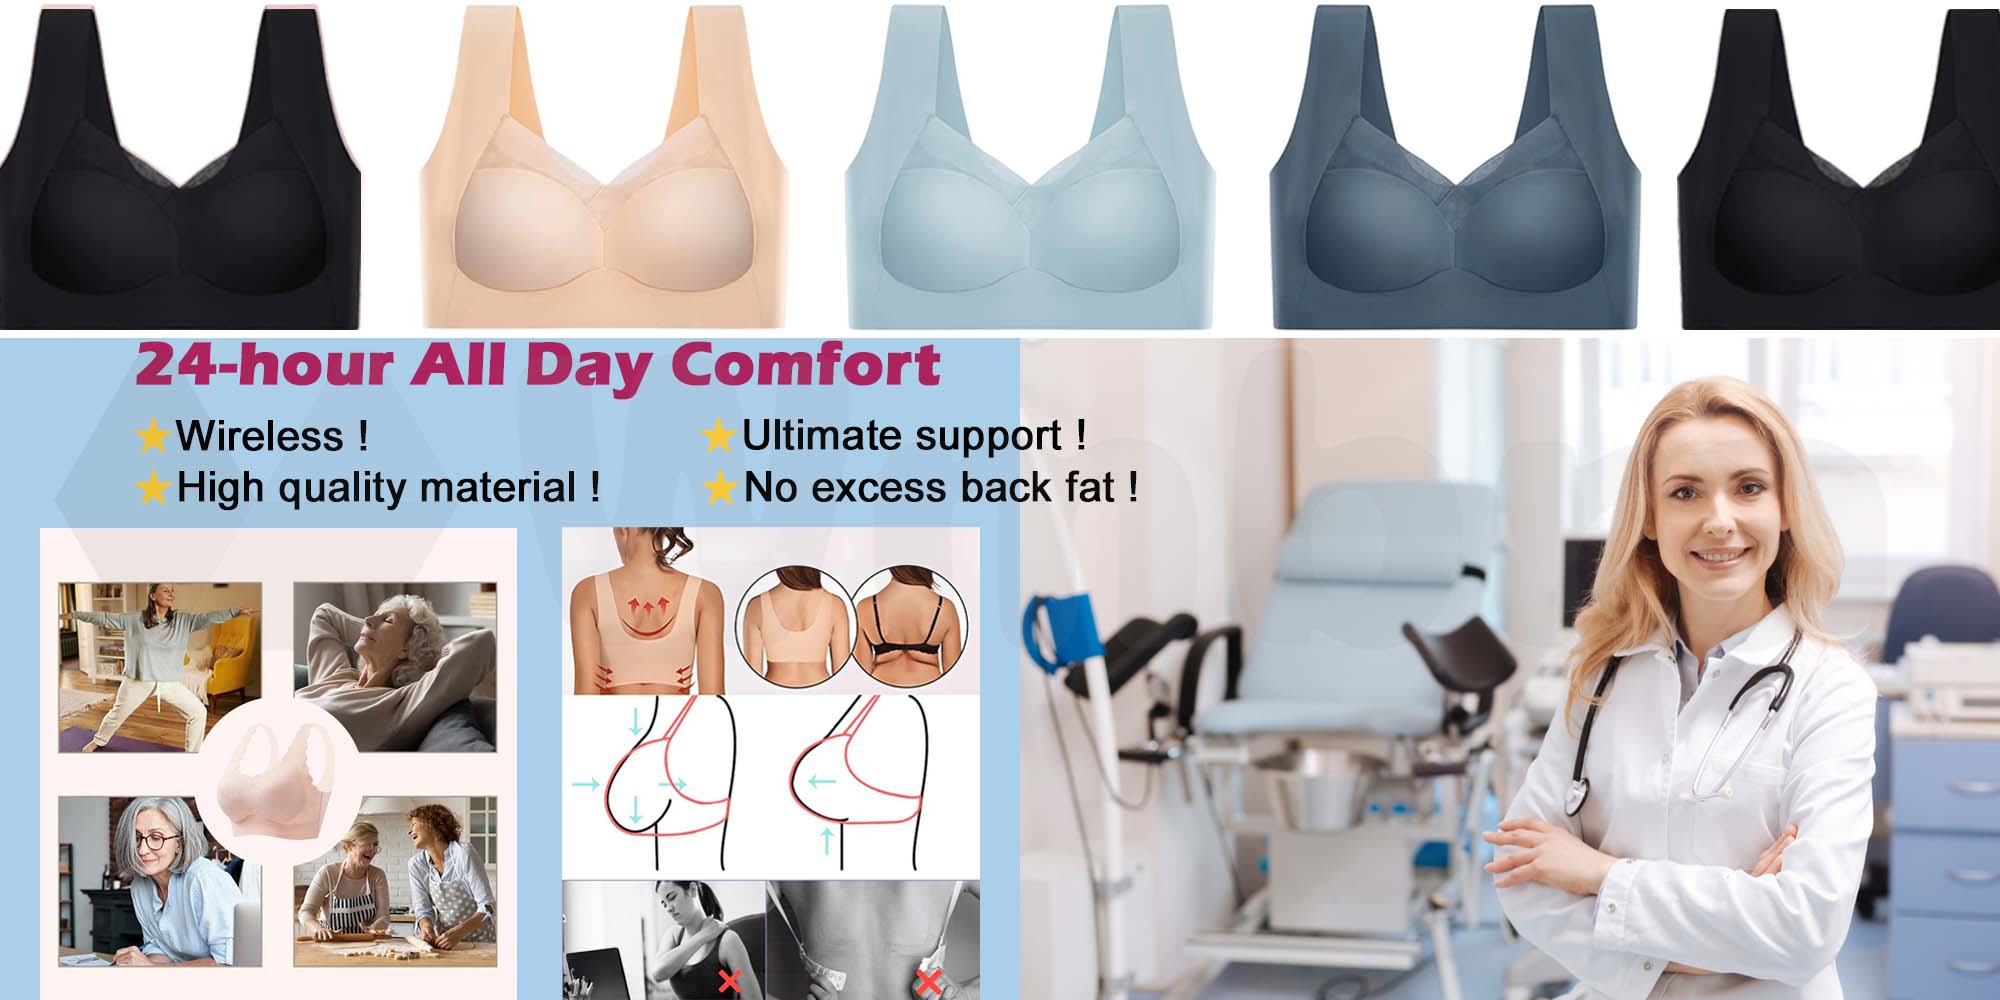 24-hour All Day Comfort
Wireless !
Ultimate support !
High quality material !
No excess back fat !